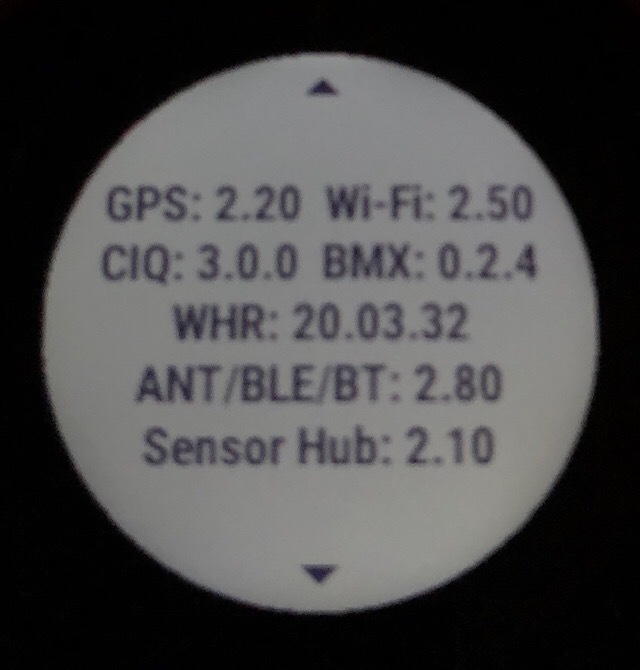 GPS: 2.20 Wi-Fi: 2.50
CIQ: 3.0.0 BMX: 0.2.4
WHR: 20.03.32
ANT/BLE/BT: 2.80
Sensor Hub: 2.10